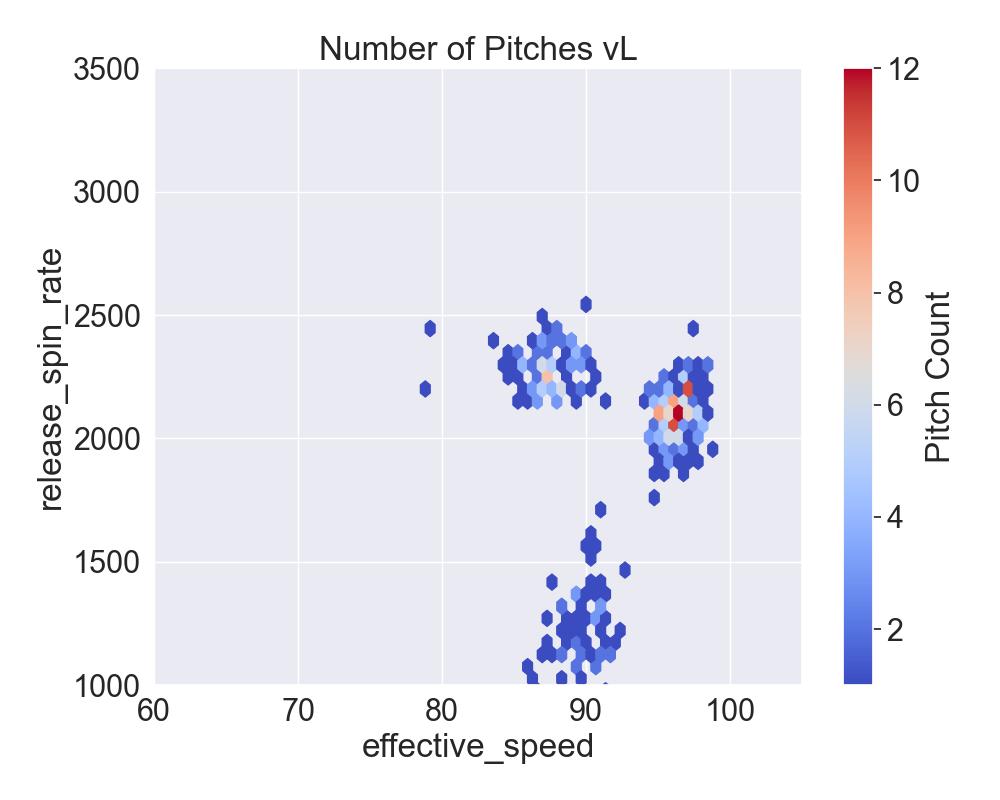 Number of Pitches vL
3500
3000
2500
2000
1500
1000
release_spin_rate
60 70 80 90 100
effective_speed
12
10
8
6
4
2
Pitch Count